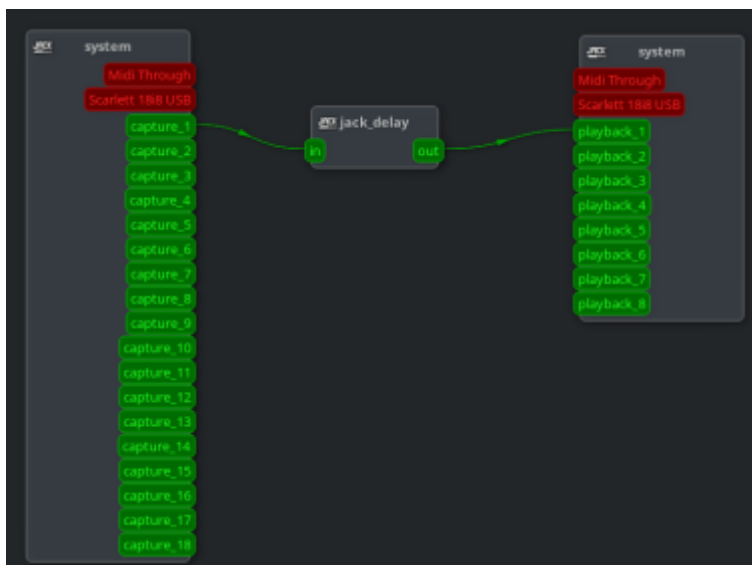 system
Midi Through
Scarlett 18i8 USB
capture_1
capture_2
capture_3
capture_4
capture_5
capture_6
capture_7
capture_8
capture_9
capture_10
capture_11
capture_12
capture_13
capture_14
capture_15
capture_16
capture_17
capture_18
jack_delay
in
out
system
Midi Through
Scarlett 18i8 USB
playback_1
playback_2
playback_3
playback_4
playback_5
playback_6
playback_7
playback_8